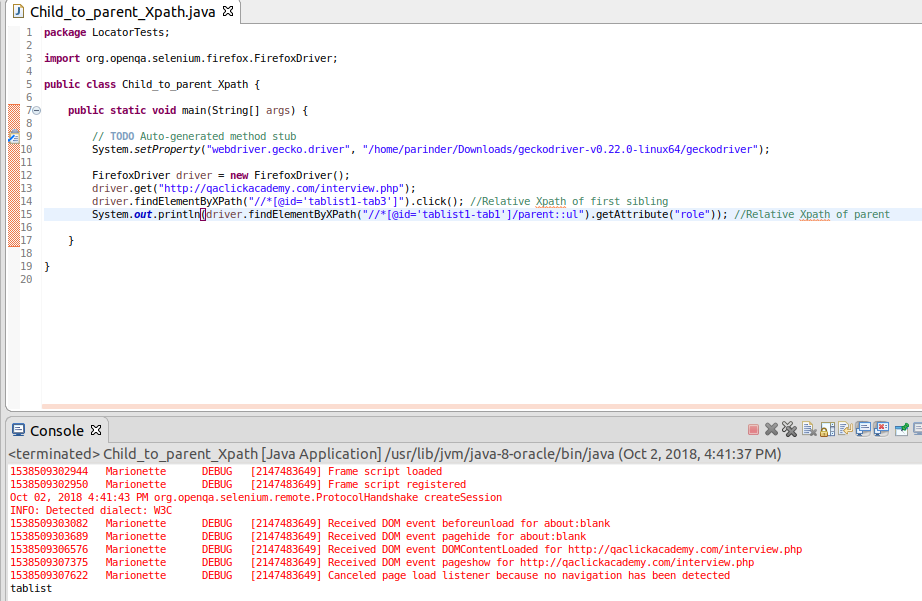 Child_to_parent_Xpath.java
1 package LocatorTests;
2
3 import org.openqa.selenium.firefox.FirefoxDriver;
4
5 public class Child_to_parent_Xpath {
6
7 public static void main(String[] args) {
8
9 // TODO Auto-generated method stub
10 System.setProperty("webdriver.gecko.driver", "/home/parinder/Downloads/geckodriver-v0.22.0-linux64/geckodriver");
11
12 FirefoxDriver driver = new FirefoxDriver();
13 driver.get("http://qaclickacademy.com/interview.php");
14 driver.findElementByXPath("//*[@id='tablist1-tab3']").click(); //Relative Xpath of first sibling
15 System.out.println(driver.findElementByXPath("//*[@id='tablist1-tab1']/parent::ul").getAttribute("role")); //Relative Xpath of parent
16
17 }
18
19 }
20
Console
<terminated> Child_to_parent_Xpath [Java Application] /usr/lib/jvm/java-8-oracle/bin/java (Oct 2, 2018, 4:41:37 PM)
1538509302944 Marionette DEBUG [2147483649] Frame script loaded
1538509302950 Marionette DEBUG [2147483649] Frame script registered
Oct 02, 2018 4:41:43 PM org.openqa.selenium.remote.ProtocolHandshake createSession
INFO: Detected dialect: W3C
1538509303082 Marionette DEBUG [2147483649] Received DOM event beforeunload for about:blank
1538509303689 Marionette DEBUG [2147483649] Received DOM event pagehide for about:blank
1538509306576 Marionette DEBUG [2147483649] Received DOM event DOMContentLoaded for http://qaclickacademy.com/interview.php
1538509307375 Marionette DEBUG [2147483649] Received DOM event pageshow for http://qaclickacademy.com/interview.php
1538509307622 Marionette DEBUG [2147483649] Canceled page load listener because no navigation has been detected
tablist